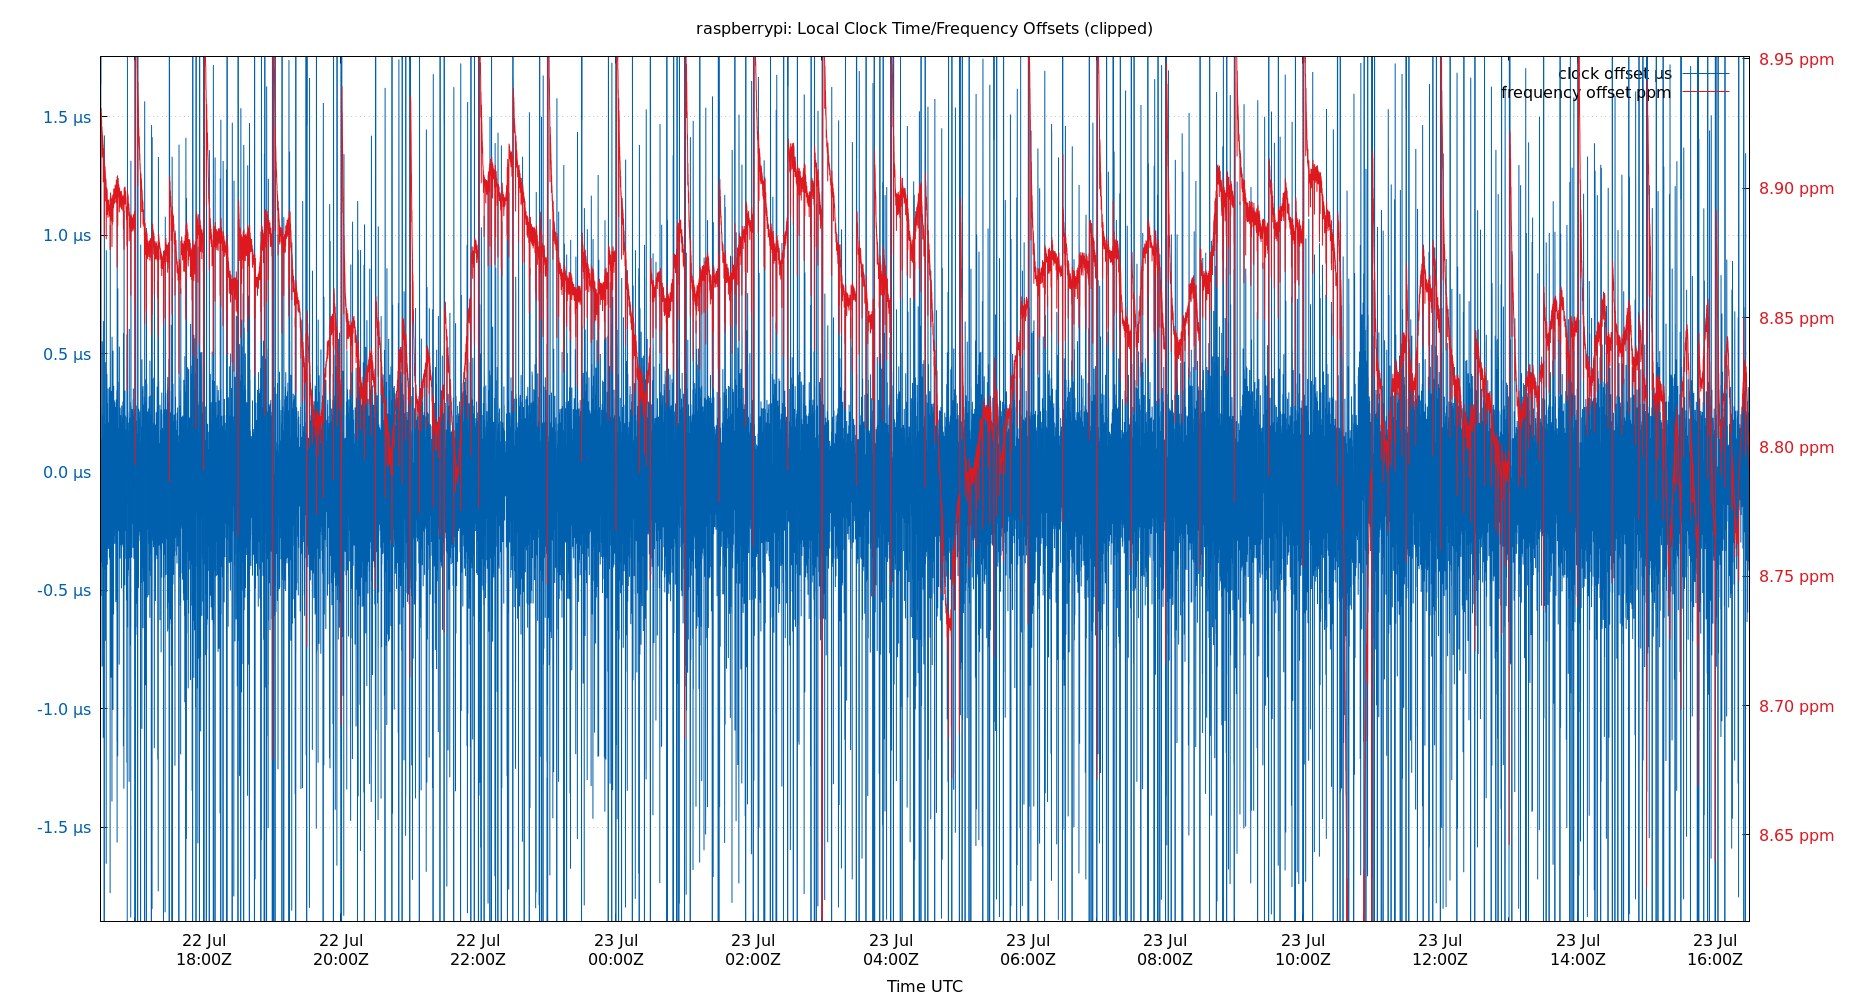 raspberrypi: Local Clock Time/Frequency Offsets (clipped)
clock offset µs
frequency offset ppm
1.5 µs
1.0 µs
0.5 µs
0.0 µs
-0.5 µs
-1.0 µs
-1.5 µs
8.95 ppm
8.90 ppm
8.85 ppm
8.80 ppm
8.75 ppm
8.70 ppm
8.65 ppm
22 Jul 22 Jul 22 Jul 23 Jul 23 Jul 23 Jul 23 Jul 23 Jul 23 Jul 23 Jul 23 Jul 23 Jul
18:00Z 20:00Z 22:00Z 00:00Z 02:00Z 04:00Z 06:00Z 08:00Z 10:00Z 12:00Z 14:00Z 16:00Z
Time UTC